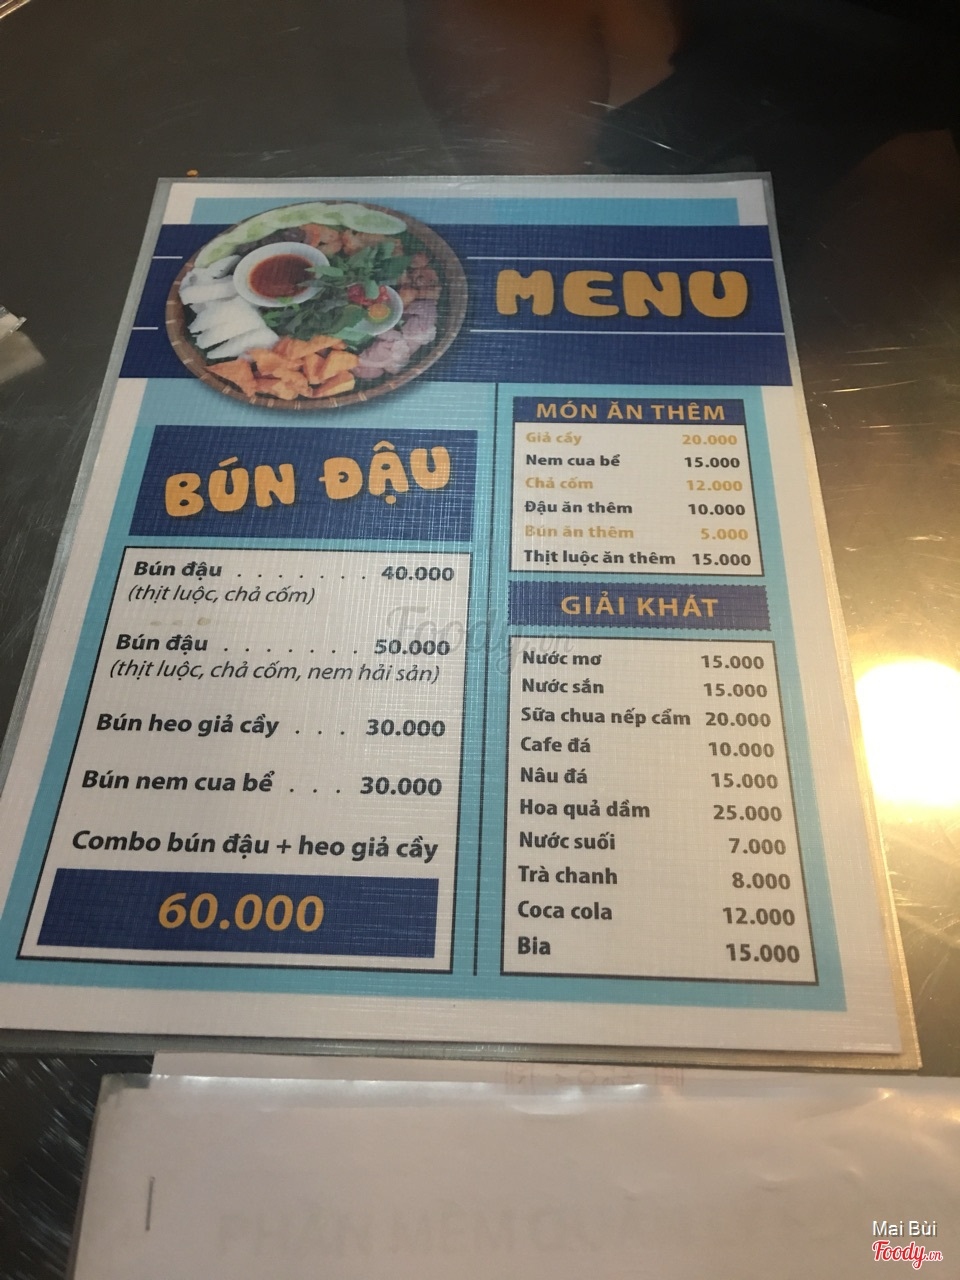 MENU
BÚN ĐẬU
Bún đậu . . . . . . . 40.000
(thịt luộc, chả cốm)
Bún đậu . . . . . . . 50.000
(thịt luộc, chả cốm, nem hải sản)
Bún heo giả cầy . . . 30.000
Bún nem cua bể . . . 30.000
Combo bún đậu + heo giả cầy
60.000
MÓN ĂN THÊM
Giả cầy 20.000
Nem cua bể 15.000
Chả cốm 12.000
Đậu ăn thêm 10.000
Bún ăn thêm 5.000
Thịt luộc ăn thêm 15.000
GIẢI KHÁT
Nước mơ 15.000
Nước sắn 15.000
Sữa chua nếp cẩm 20.000
Cafe đá 10.000
Nâu đá 15.000
Hoa quả dầm 25.000
Nước suối 7.000
Trà chanh 8.000
Coca cola 12.000
Bia 15.000
Foody.vn
Mai Bùi
Foody.vn